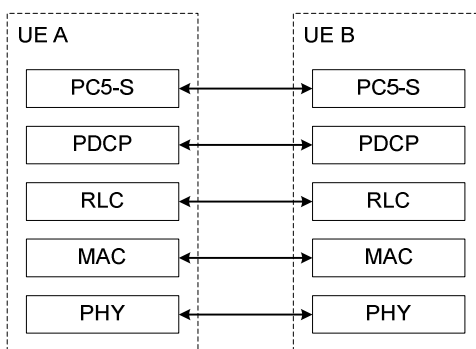 UE A
UE B
PC5-S
PC5-S
PDCP
PDCP
RLC
RLC
MAC
MAC
PHY
PHY